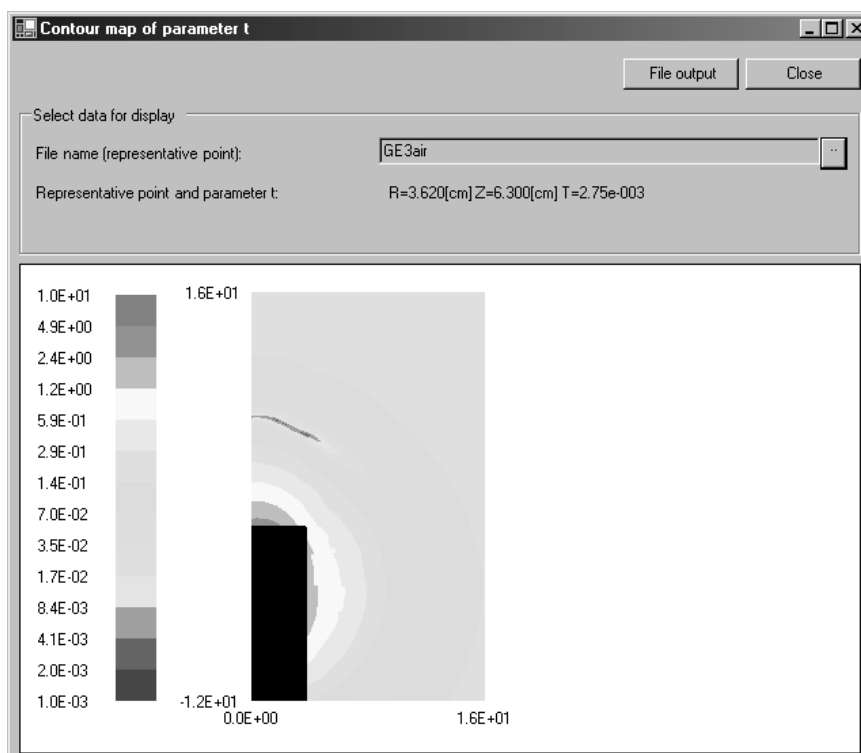 Contour map of parameter t
File output
Close
Select data for display
File name (representative point):
GE3air
..
Representative point and parameter t:
R=3.620[cm] Z=6.300[cm] T=2.75e-003
1.0E+01
4.9E+00
2.4E+00
1.2E+00
5.9E-01
2.9E-01
1.4E-01
7.0E-02
3.5E-02
1.7E-02
8.4E-03
4.1E-03
2.0E-03
1.0E-03
1.6E+01
-1.2E+01
0.0E+00
1.6E+01